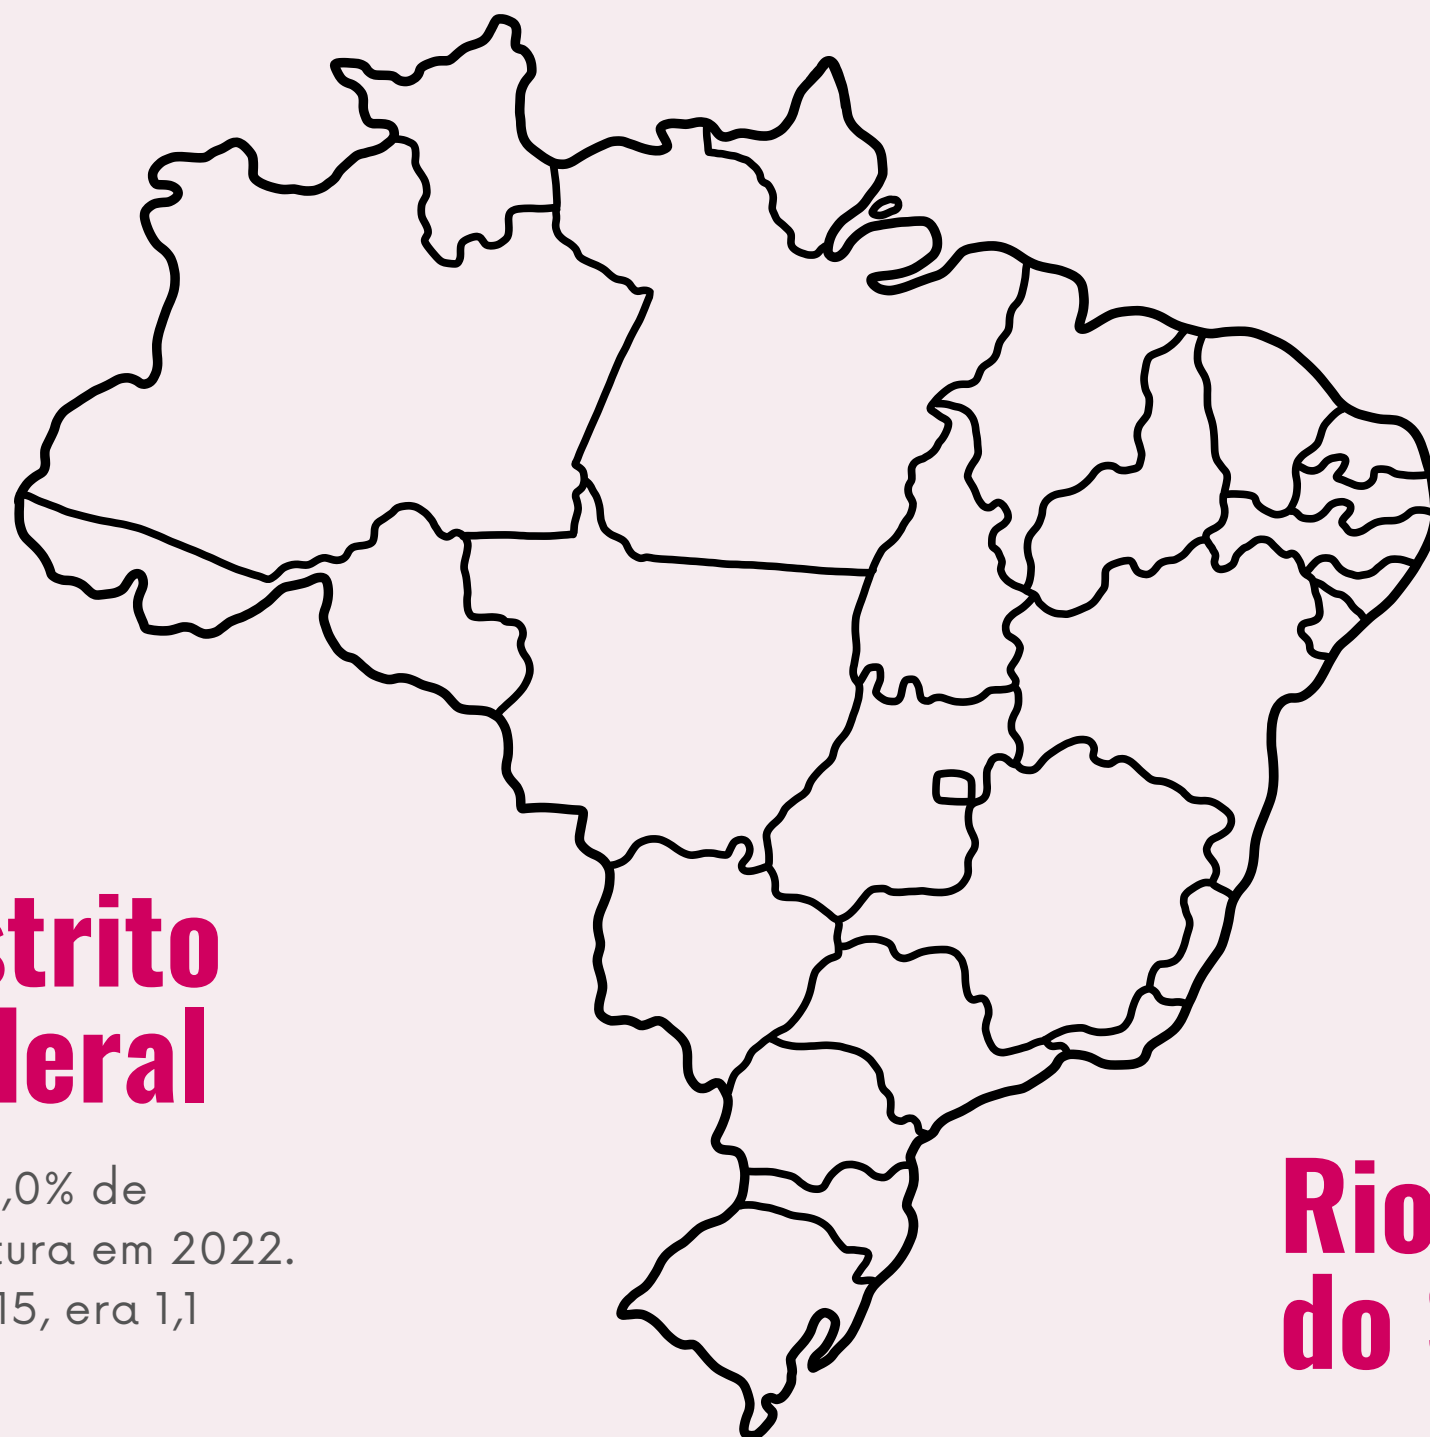 strito
deral
,0% de
tura em 2022.
15, era 1,1
Rio
do